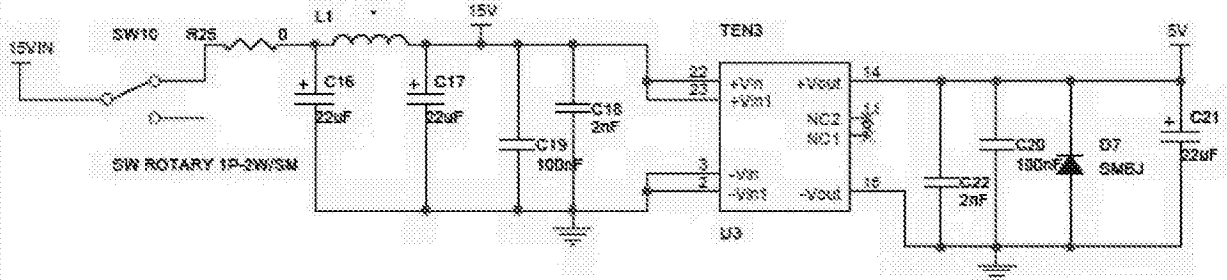 15VIN
SW10
SW ROTARY 1P-2W/SM
R25
0
L1
15V
+
C16
22uF
+
C17
22uF
C19
100nF
C18
2nF
TEN3
22
+Vin
23
+Vin1
3
-Vin
2
-Vin1
+Vout
14
NC2
NC1
-Vout
16
U3
C22
2nF
C20
100nF
D7
SMBJ
5V
+
C21
22uF